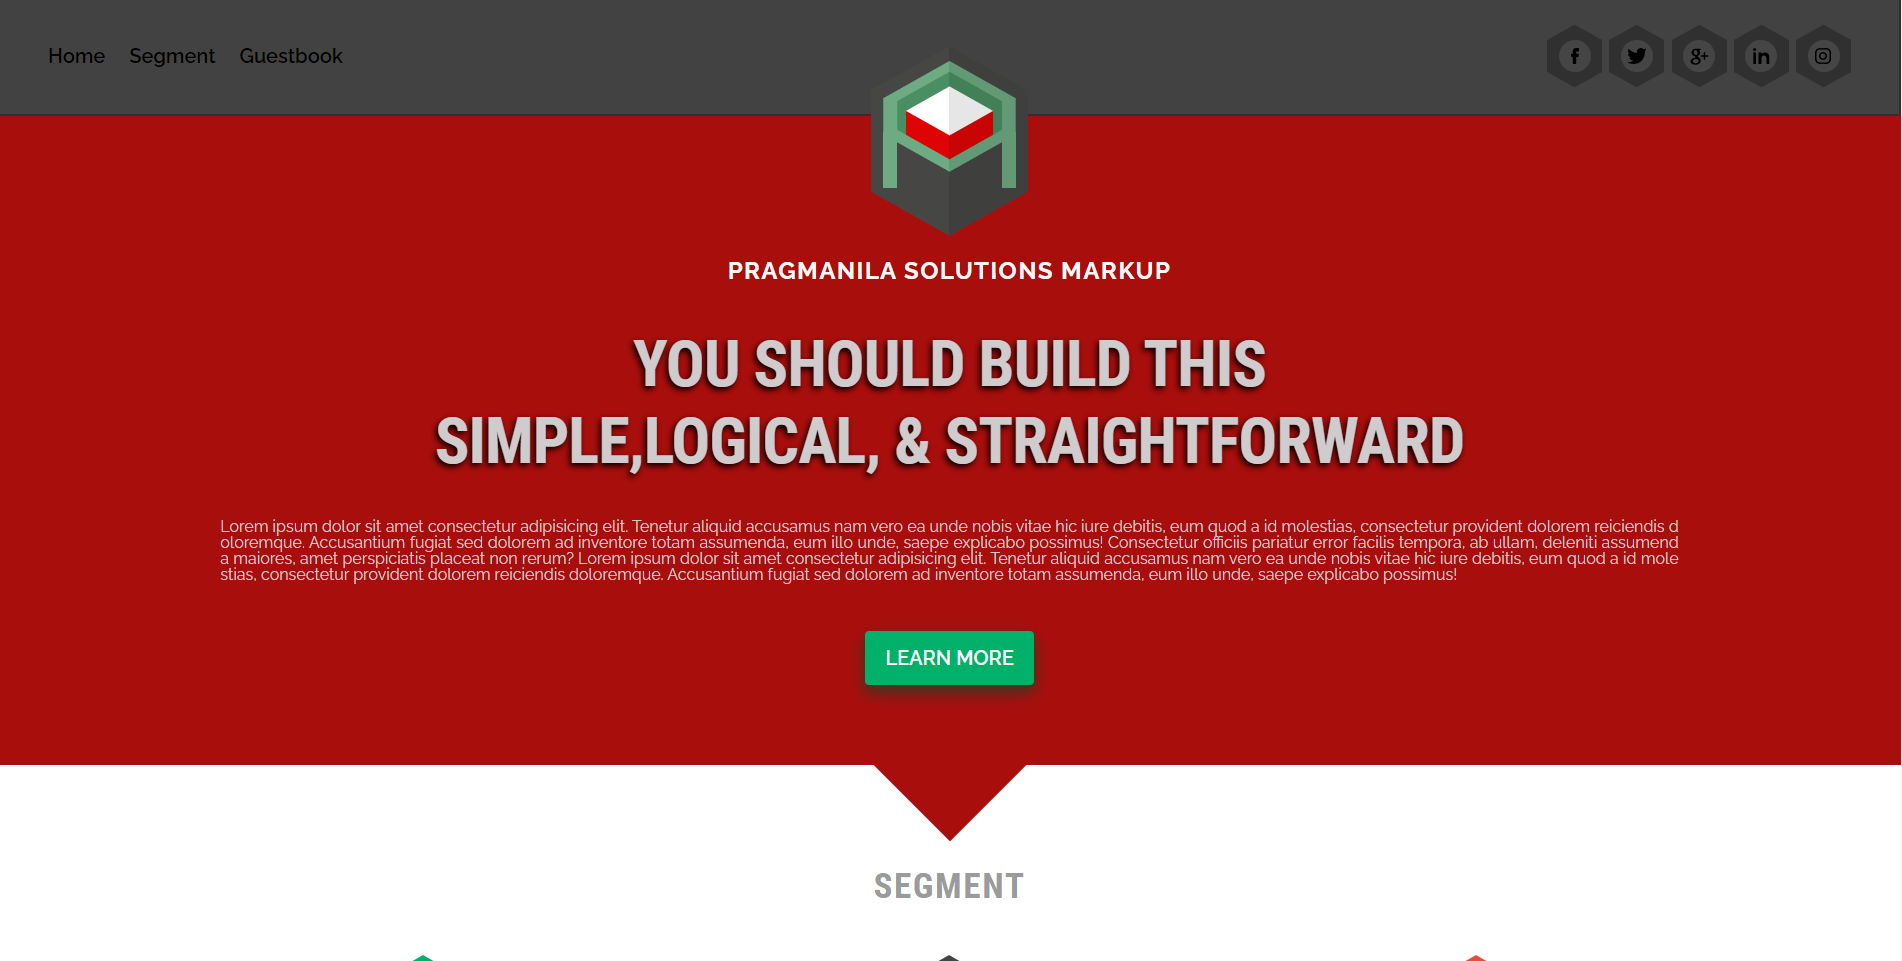 Home Segment Guestbook
PRAGMANILA SOLUTIONS MARKUP
YOU SHOULD BUILD THIS
SIMPLE,LOGICAL, & STRAIGHTFORWARD
Lorem ipsum dolor sit amet consectetur adipisicing elit. Tenetur aliquid accusamus nam vero ea unde nobis vitae hic iure debitis, eum quod a id molestias, consectetur provident dolorem reiciendis d
oloremque. Accusantium fugiat sed dolorem ad inventore totam assumenda, eum illo unde, saepe explicabo possimus! Consectetur officiis pariatur error facilis tempora, ab ullam, deleniti assumend
a maiores, amet perspiciatis placeat non rerum? Lorem ipsum dolor sit amet consectetur adipisicing elit. Tenetur aliquid accusamus nam vero ea unde nobis vitae hic iure debitis, eum quod a id mole
stias, consectetur provident dolorem reiciendis doloremque. Accusantium fugiat sed dolorem ad inventore totam assumenda, eum illo unde, saepe explicabo possimus!
LEARN MORE
SEGMENT